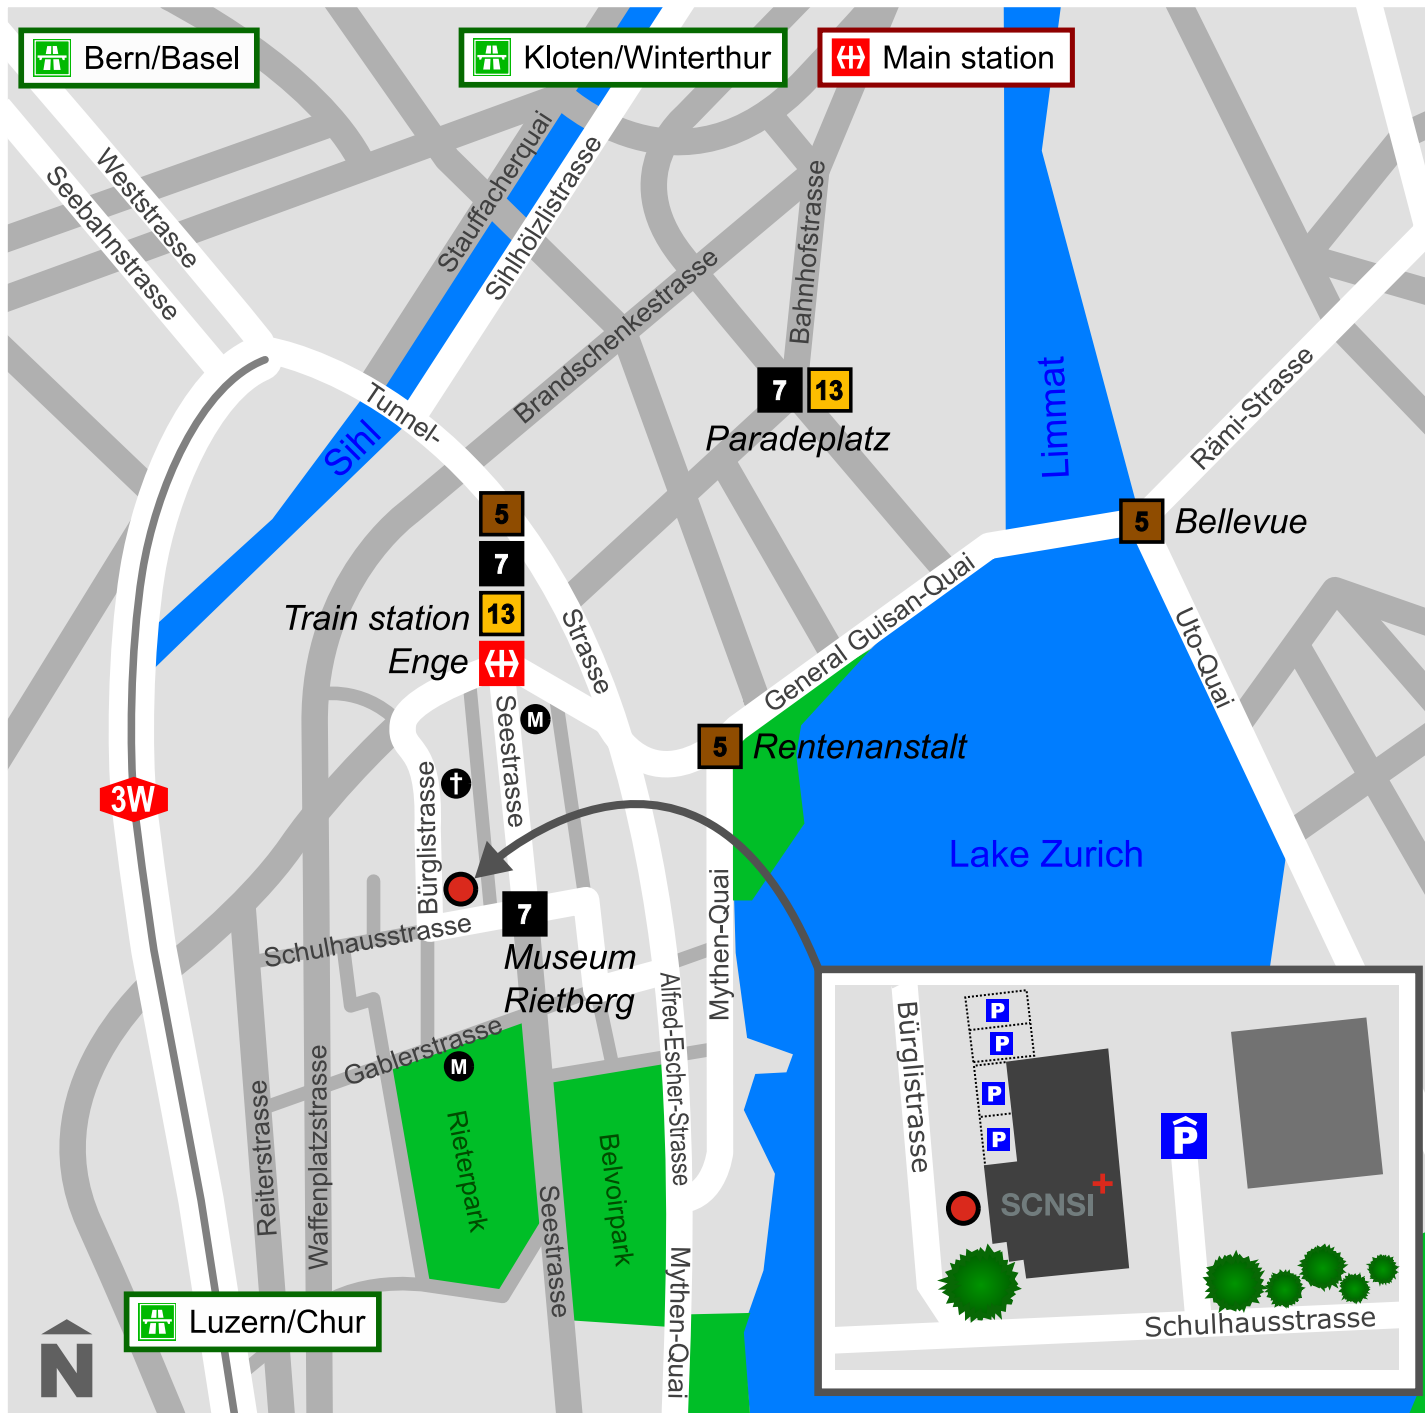 Bern/Basel
Kloten/Winterthur
Main station
Weststrasse
Seebahnstrasse
Stauffacherquai
Sihlhölzlistrasse
Brandschenkestrasse
Bahnhofstrasse
Sihl
Tunnel-
Strasse
7 13
Paradeplatz
Limmat
Rämi-Strasse
5 Bellevue
Uto-Quai
General Guisan-Quai
5
7
13
Train station
Enge
Seestrasse
M
5 Rentenanstalt
Lake Zurich
3W
Bürglistrasse
Schulhausstrasse
7
Museum
Rietberg
Mythen-Quai
Alfred-Escher-Strasse
Gablerstrasse
M
Rieterpark
Belvoirpark
Reiterstrasse
Waffenplatzstrasse
Seestrasse
Mythen-Quai
Luzern/Chur
N
Bürglistrasse
P
P
P
P
P
SCNSI
Schulhausstrasse